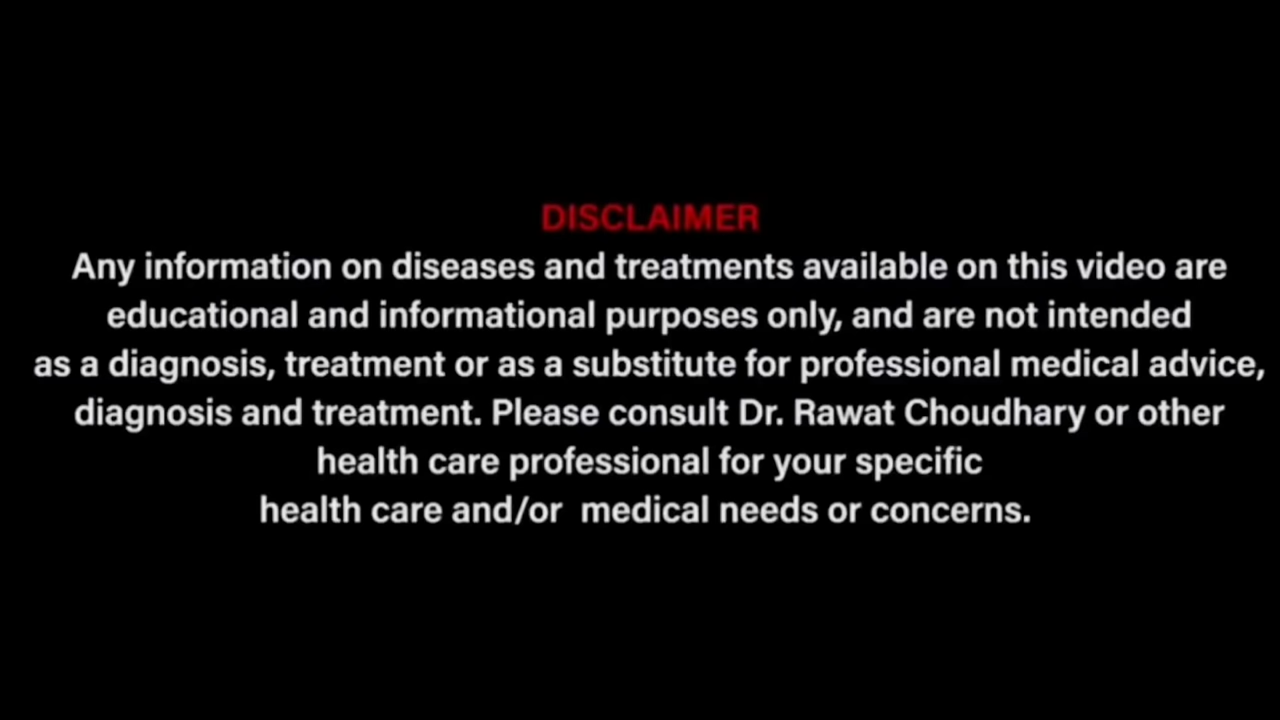 DISCLAIMER
Any information on diseases and treatments available on this video are
educational and informational purposes only, and are not intended
as a diagnosis, treatment or as a substitute for professional medical advice,
diagnosis and treatment. Please consult Dr. Rawat Choudhary or other
health care professional for your specific
health care and/or  medical needs or concerns.